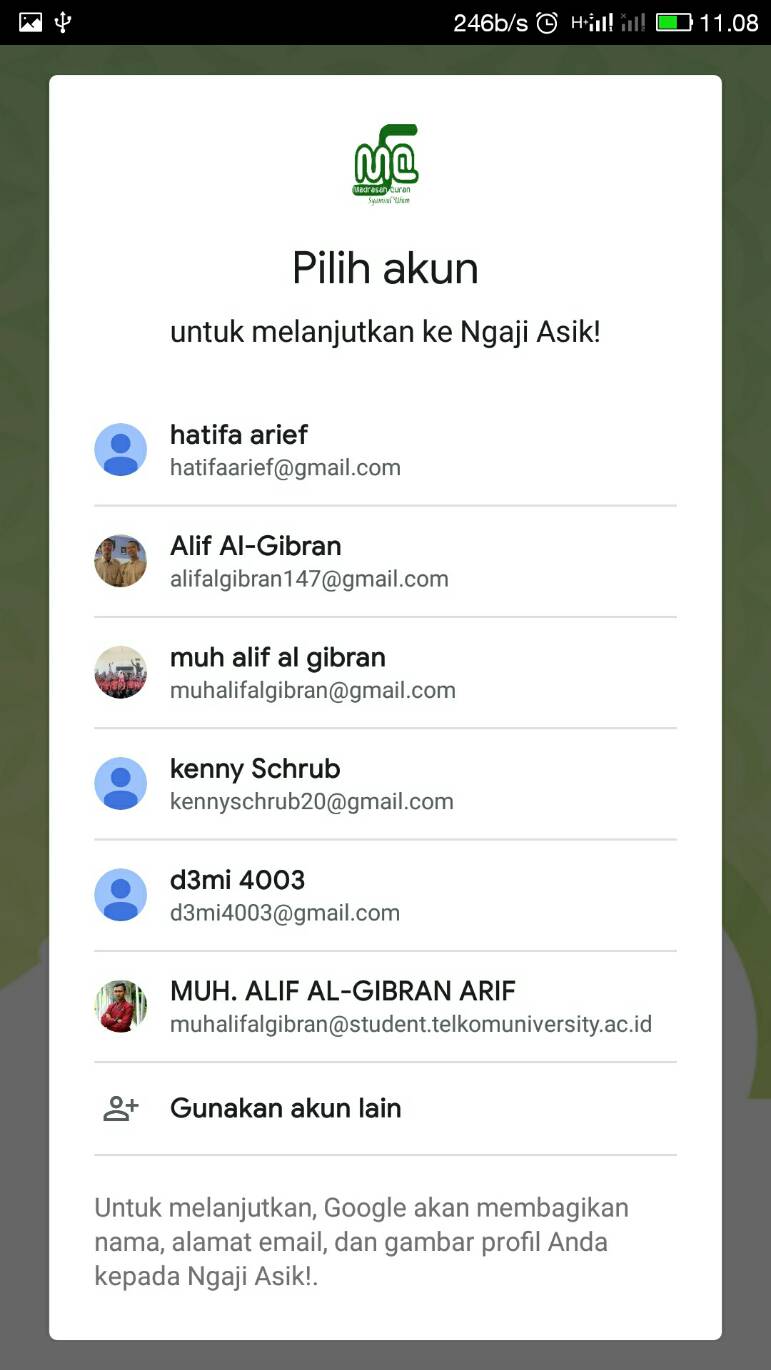 246b/s H+ 11.08
M@
Madrasah Quran
Syamsul 'Ulum
Pilih akun
untuk melanjutkan ke Ngaji Asik!
hatifa arief
hatifaarief@gmail.com
Alif Al-Gibran
alifalgibran147@gmail.com
muh alif al gibran
muhalifalgibran@gmail.com
kenny Schrub
kennyschrub20@gmail.com
d3mi 4003
d3mi4003@gmail.com
MUH. ALIF AL-GIBRAN ARIF
muhalifalgibran@student.telkomuniversity.ac.id
Gunakan akun lain
Untuk melanjutkan, Google akan membagikan
nama, alamat email, dan gambar profil Anda
kepada Ngaji Asik!.